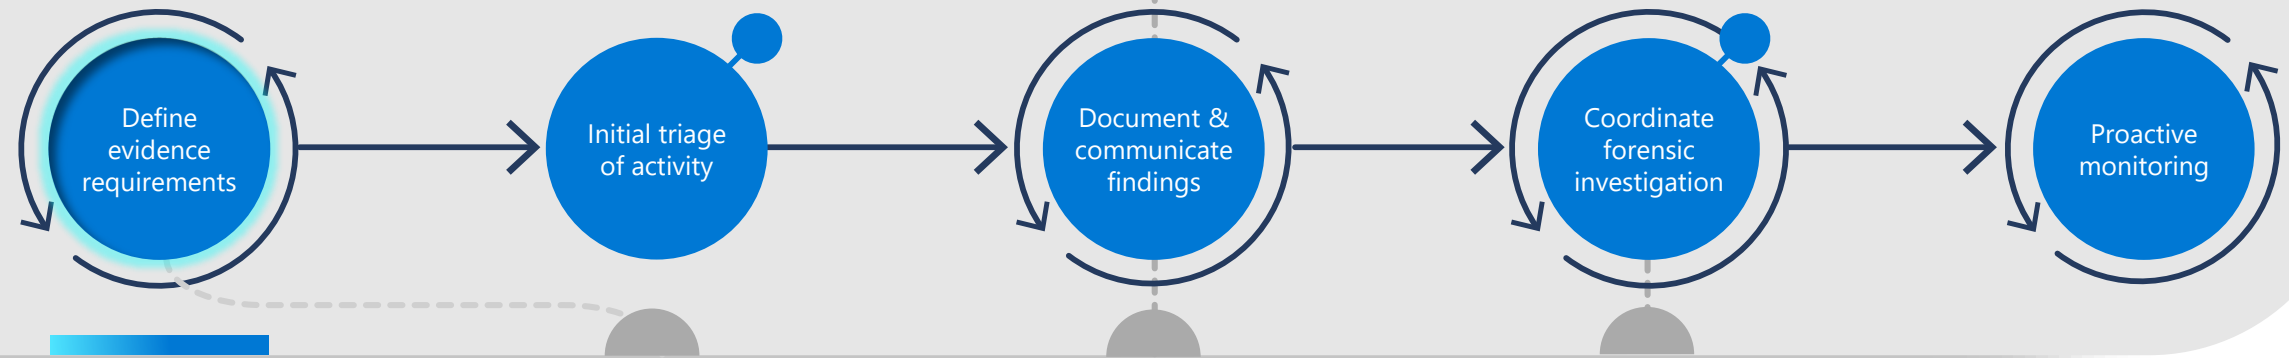 Define
evidence
requirements
Initial triage
of activity
Document &
communicate
findings
Coordinate
forensic
investigation
Proactive
monitoring